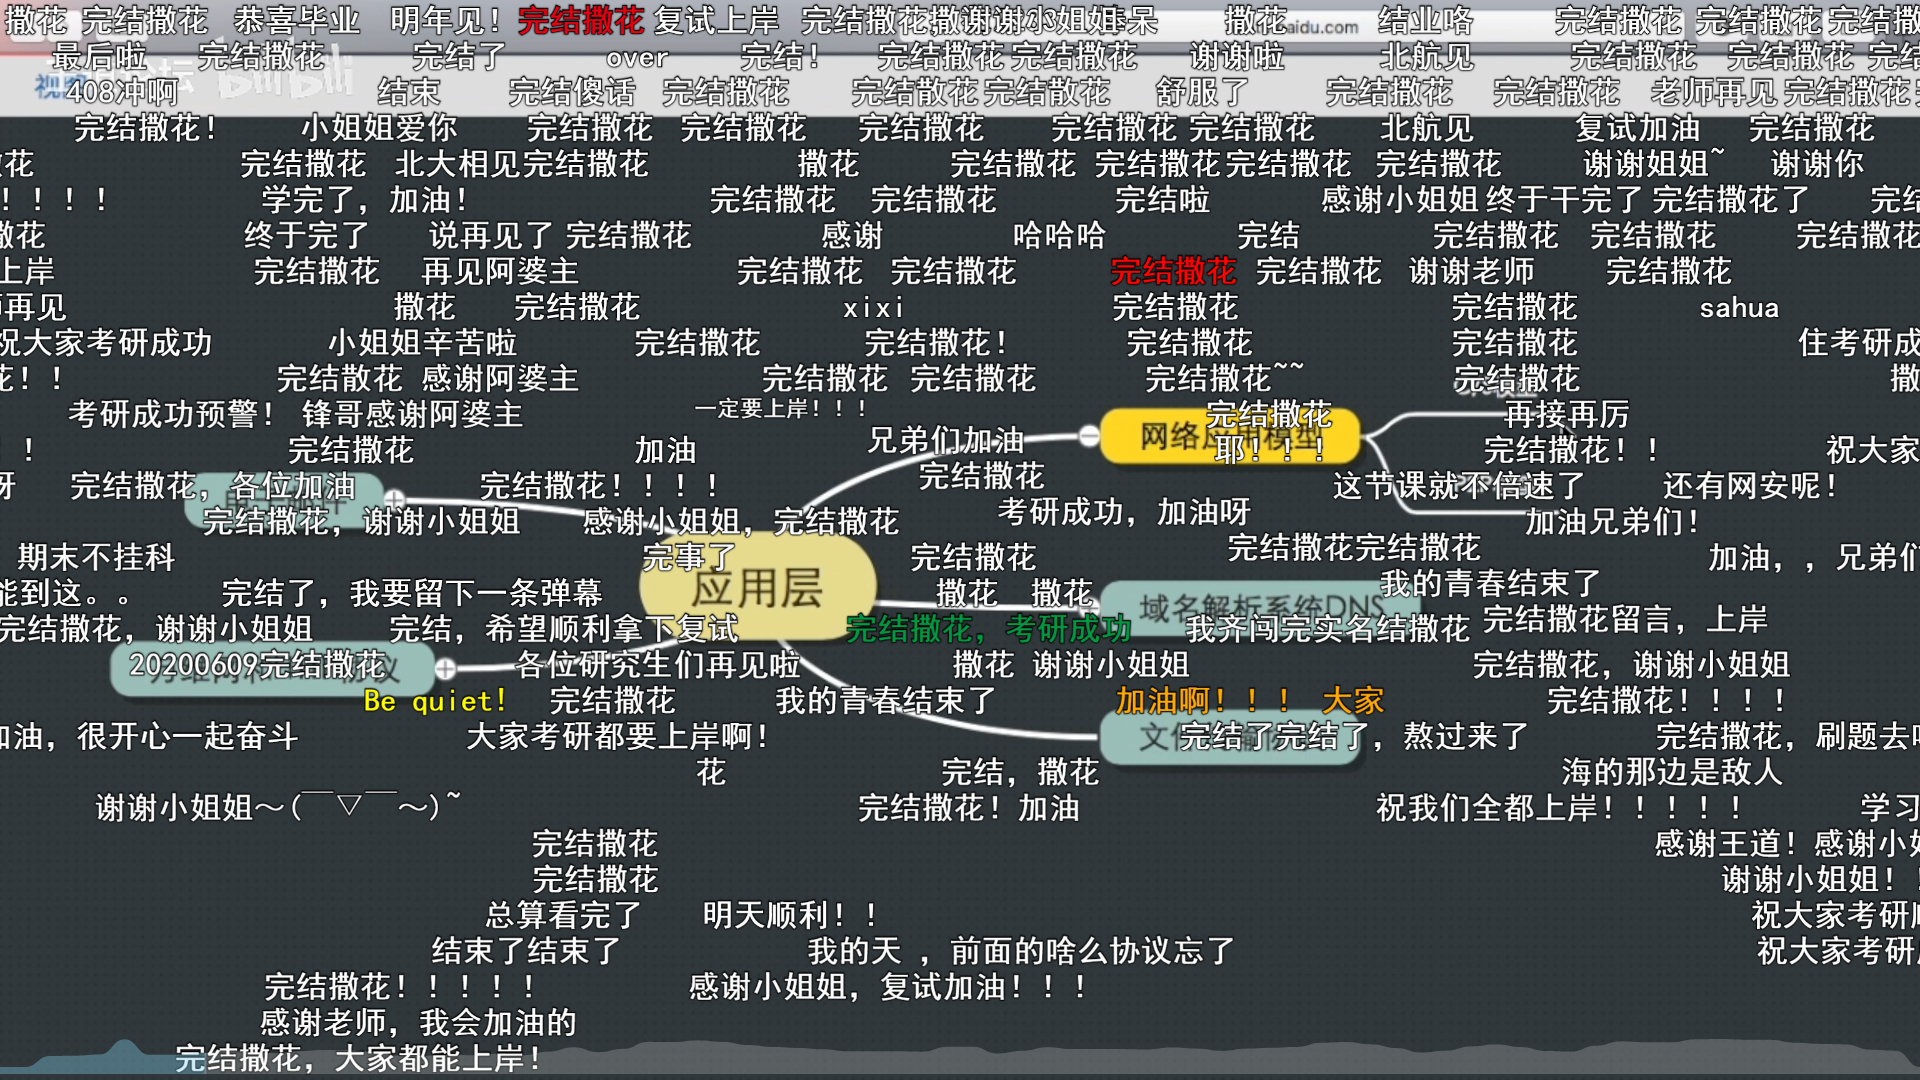 撒花 完结撒花 恭喜毕业 明年见！ 完结撒花 复试上岸 完结撒花 谢谢小姐姐 撒花 aidu.com 结业咯 完结撒花 完结撒花 完结撒
最后啦 完结撒花 完结了 over 完结！ 完结撒花 完结撒花 谢谢啦 北航见 完结撒花 完结撒花 完结
408冲啊 bilibili 结束 完结傻话 完结撒花 完结散花 完结散花 舒服了 完结撒花 完结撒花 老师再见 完结撒花
完结撒花！ 小姐姐爱你 完结撒花 完结撒花 完结撒花 完结撒花 完结撒花 北航见 复试加油 完结撒花
花 完结撒花 北大相见 完结撒花 撒花 完结撒花 完结撒花 完结撒花 完结撒花 谢谢姐姐~ 谢谢你
！！！！ 学完了，加油！ 完结撒花 完结撒花 完结啦 感谢小姐姐 终于干完了 完结撒花了 完结
撒花 终于完了 说再见了 完结撒花 感谢 哈哈哈 完结 完结撒花 完结撒花 完结撒花
上岸 完结撒花 再见阿婆主 完结撒花 完结撒花 完结撒花 完结撒花 谢谢老师 完结撒花
再见 撒花 完结撒花 xixi 完结撒花 完结撒花 sahua
祝大家考研成功 小姐姐辛苦啦 完结撒花 完结撒花！ 完结撒花 完结撒花 住考研成
花！！ 完结散花 感谢阿婆主 完结撒花 完结撒花 完结撒花~~ 完结撒花 撒
考研成功预警！ 锋哥感谢阿婆主 一定要上岸！！！ 完结撒花 再接再厉
网络应用模型
！ 完结撒花 加油 兄弟们加油 耶！！！ 完结撒花！！ 祝大家
呀 完结撒花，各位加油 完结撒花！！！！ 完结撒花 这节课就不倍速了 还有网安呢！
完结撒花，谢谢小姐姐 感谢小姐姐，完结撒花 考研成功，加油呀 加油兄弟们！
期末不挂科 完事了 完结撒花 完结撒花完结撒花 加油，，兄弟们
应用层
能到这。。 完结了，我要留下一条弹幕 撒花 撒花 我的青春结束了
域名解析系统DNS
完结撒花，谢谢小姐姐 完结，希望顺利拿下复试 完结撒花，考研成功 我齐闯完实名结撒花 完结撒花留言，上岸
20200609完结撒花 各位研究生们再见啦 撒花 谢谢小姐姐 完结撒花，谢谢小姐姐
Be quiet! 完结撒花 我的青春结束了 加油啊！！！ 大家 完结撒花！！！！
加油，很开心一起奋斗 大家考研都要上岸啊！ 完结了完结了，熬过来了 完结撒花，刷题去
花 完结，撒花 海的那边是敌人
谢谢小姐姐～(￣▽￣～)~ 完结撒花！加油 祝我们全都上岸！！！！！ 学习
完结撒花 感谢王道！感谢小
完结撒花 谢谢小姐姐！
总算看完了 明天顺利！！ 祝大家考研
结束了结束了 我的天 ，前面的啥么协议忘了 祝大家考研
完结撒花！！！！！ 感谢小姐姐，复试加油！！！
感谢老师，我会加油的
完结撒花，大家都能上岸！